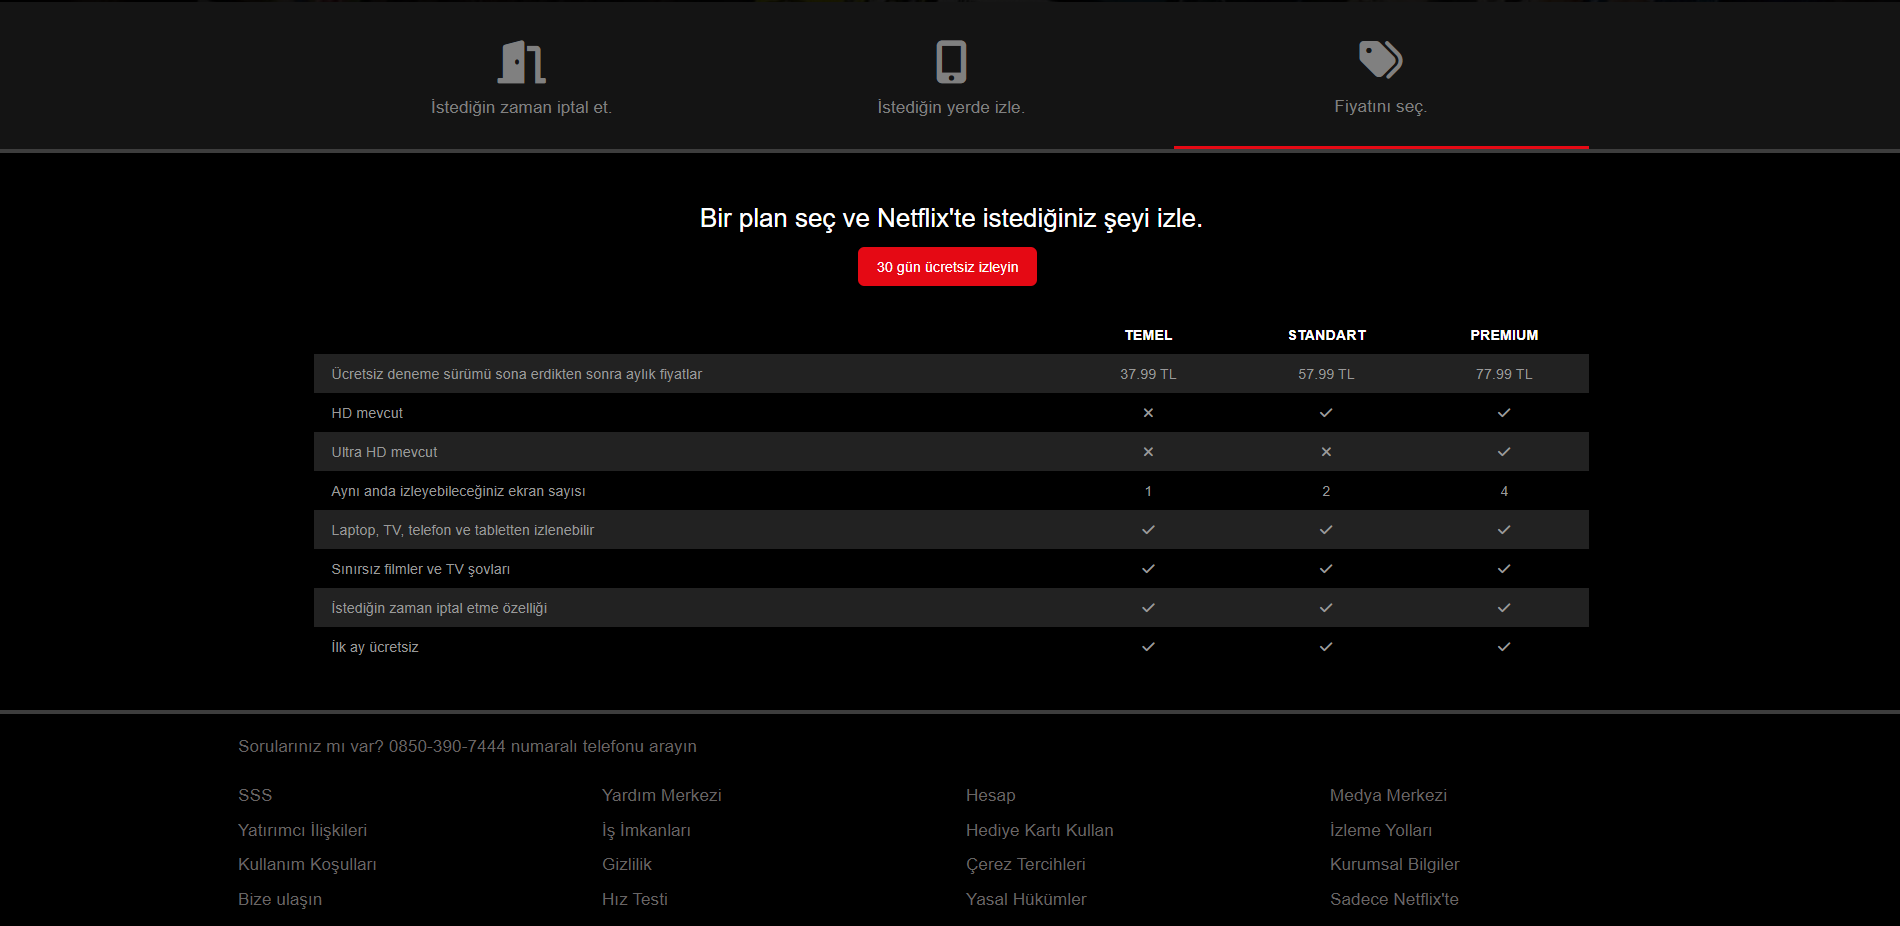 İstediğin zaman iptal et.
İstediğin yerde izle.
Fiyatını seç.
Bir plan seç ve Netflix'te istediğiniz şeyi izle.
30 gün ücretsiz izleyin
TEMEL STANDART PREMIUM
Ücretsiz deneme sürümü sona erdikten sonra aylık fiyatlar 37.99 TL 57.99 TL 77.99 TL
HD mevcut
Ultra HD mevcut
Aynı anda izleyebileceğiniz ekran sayısı 1 2 4
Laptop, TV, telefon ve tabletten izlenebilir
Sınırsız filmler ve TV şovları
İstediğin zaman iptal etme özelliği
İlk ay ücretsiz
Sorularınız mı var? 0850-390-7444 numaralı telefonu arayın
SSS Yardım Merkezi Hesap Medya Merkezi
Yatırımcı İlişkileri İş İmkanları Hediye Kartı Kullan İzleme Yolları
Kullanım Koşulları Gizlilik Çerez Tercihleri Kurumsal Bilgiler
Bize ulaşın Hız Testi Yasal Hükümler Sadece Netflix'te